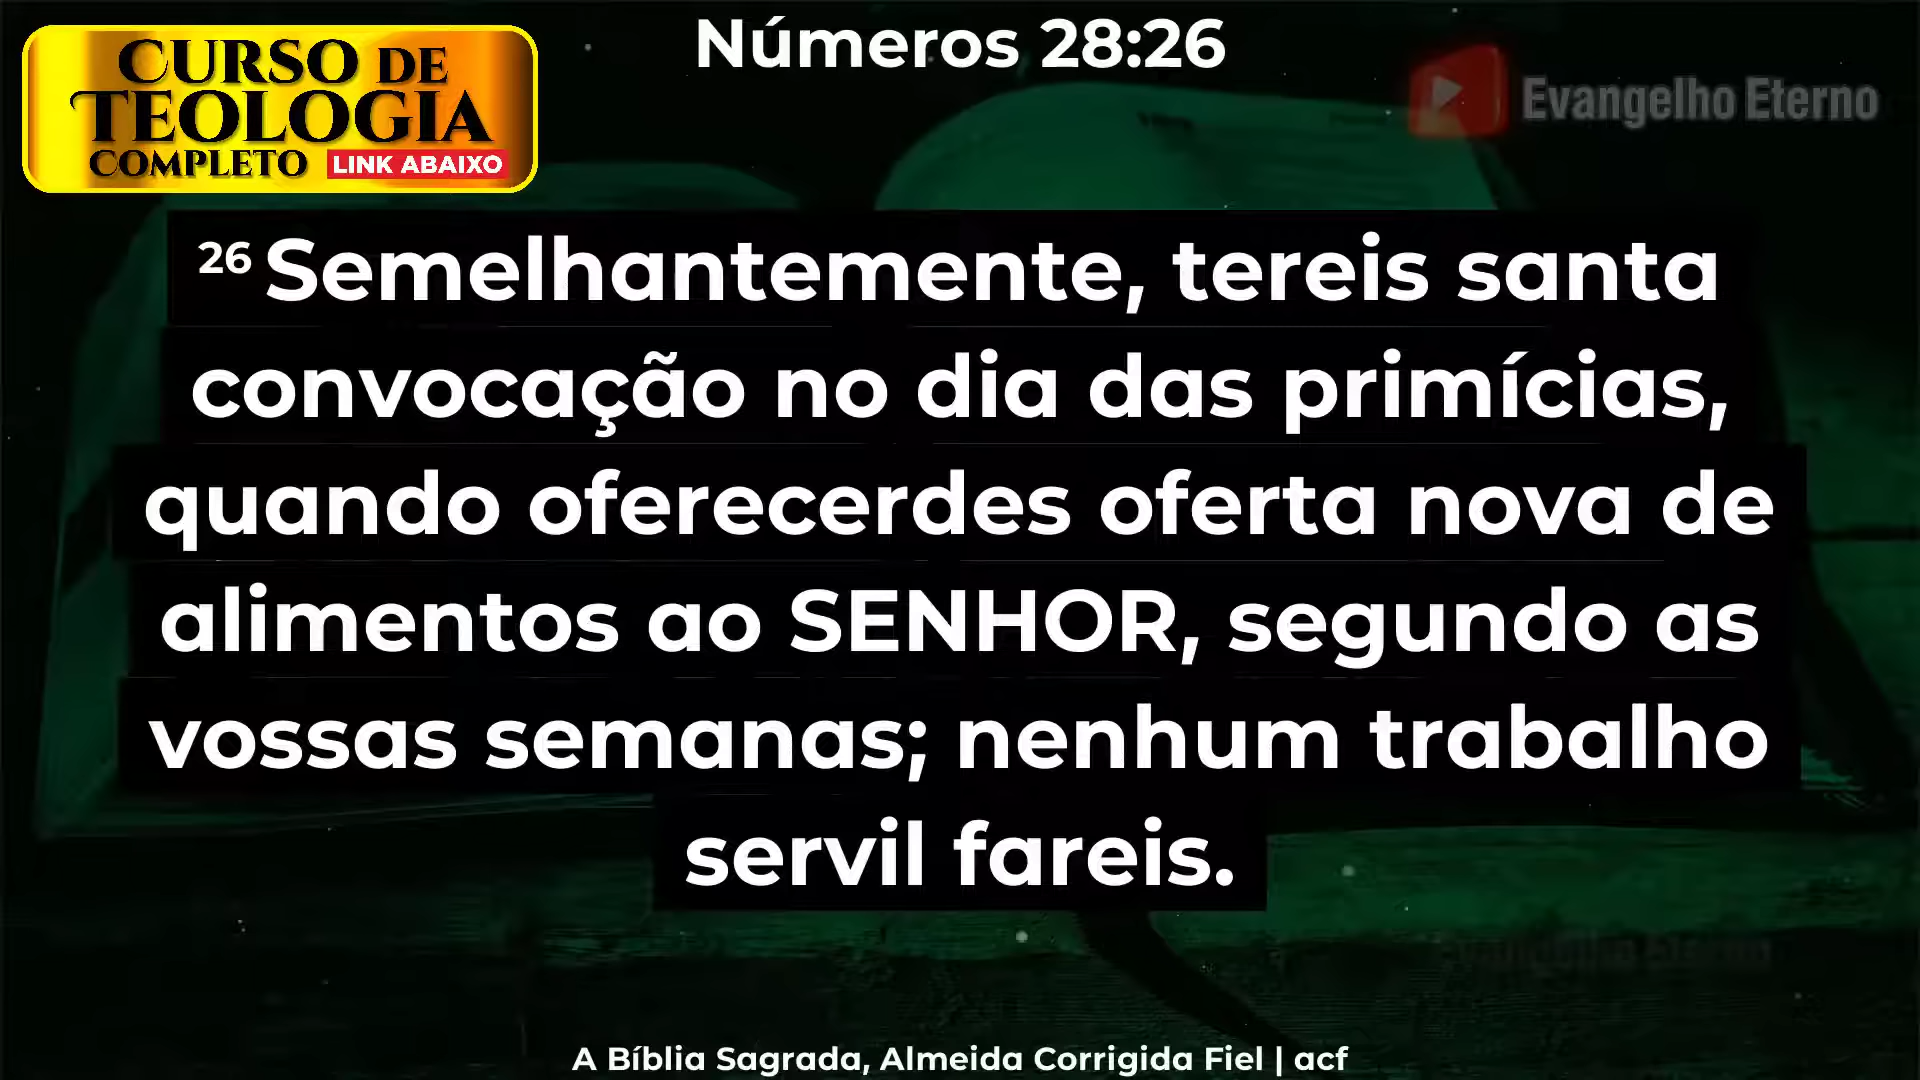 Números 28:26
CURSO DE
TEOLOGIA
COMPLETO LINK ABAIXO
Evangelho Eterno
26 Semelhantemente, tereis santa
convocação no dia das primícias,
quando oferecerdes oferta nova de
alimentos ao SENHOR, segundo as
vossas semanas; nenhum trabalho
servil fareis.
Evangelho Eterno
A Bíblia Sagrada, Almeida Corrigida Fiel | acf